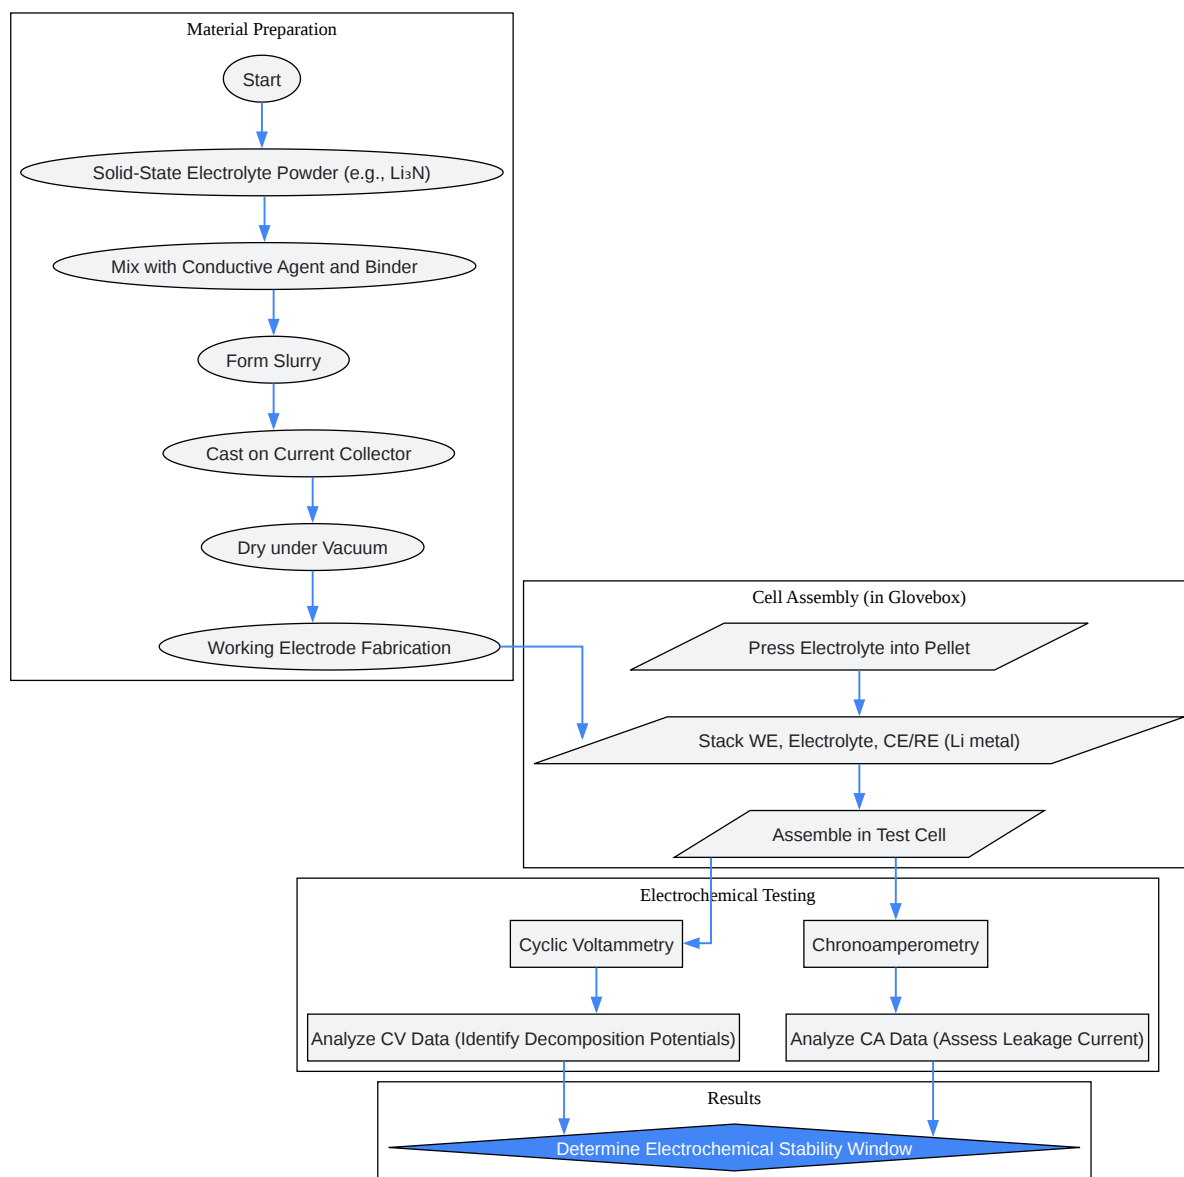 Material Preparation
Start
Solid-State Electrolyte Powder (e.g., Li₃N)
Mix with Conductive Agent and Binder
Form Slurry
Cast on Current Collector
Dry under Vacuum
Working Electrode Fabrication
Cell Assembly (in Glovebox)
Press Electrolyte into Pellet
Stack WE, Electrolyte, CE/RE (Li metal)
Assemble in Test Cell
Electrochemical Testing
Cyclic Voltammetry
Chronoamperometry
Analyze CV Data (Identify Decomposition Potentials)
Analyze CA Data (Assess Leakage Current)
Results
Determine Electrochemical Stability Window